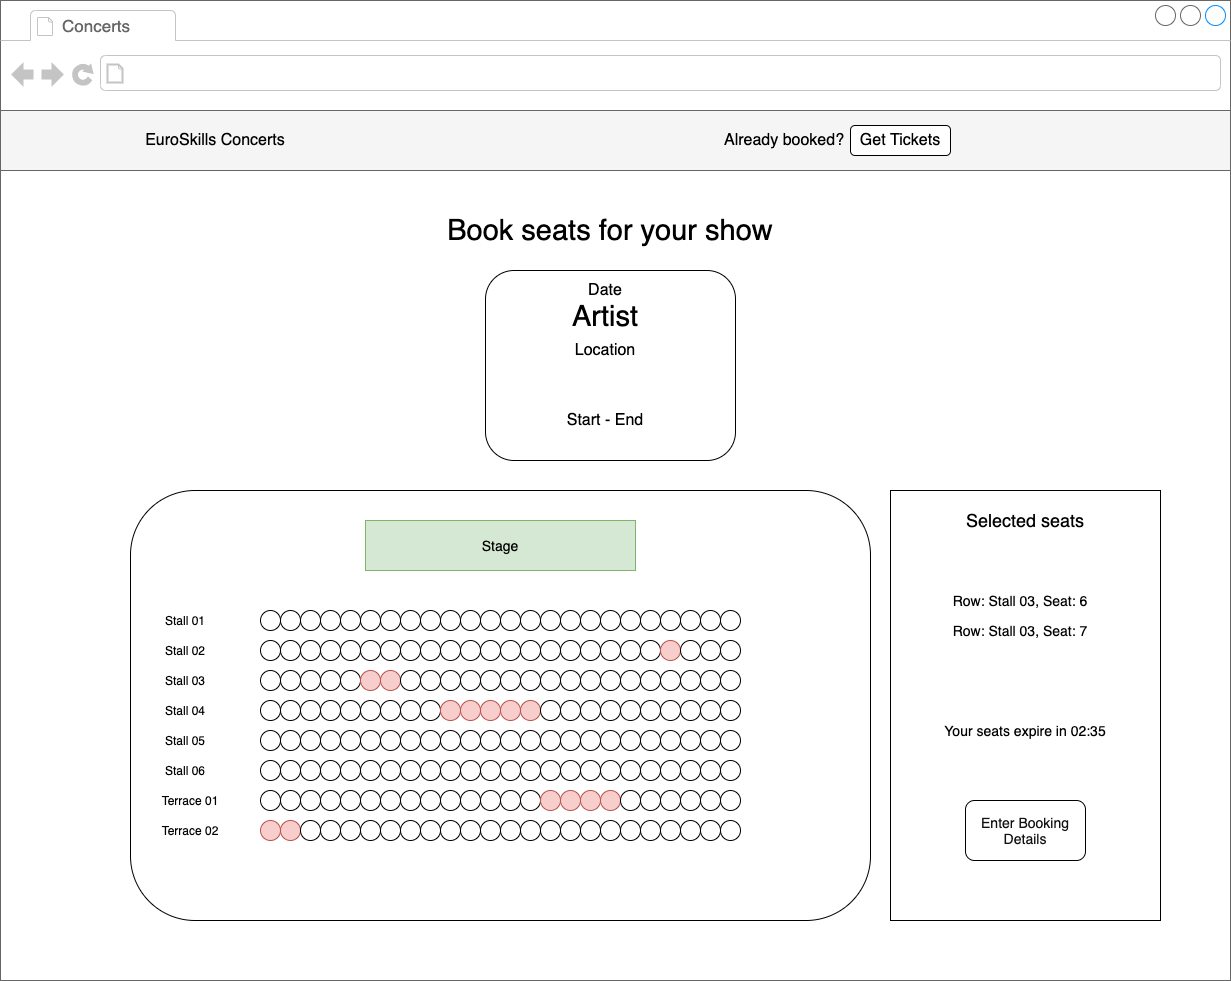 Concerts
EuroSkills Concerts
Already booked? Get Tickets
Book seats for your show
Date
Artist
Location
Start - End
Stage
Stall 01
Stall 02
Stall 03
Stall 04
Stall 05
Stall 06
Terrace 01
Terrace 02
Selected seats
Row: Stall 03, Seat: 6
Row: Stall 03, Seat: 7
Your seats expire in 02:35
Enter Booking
Details